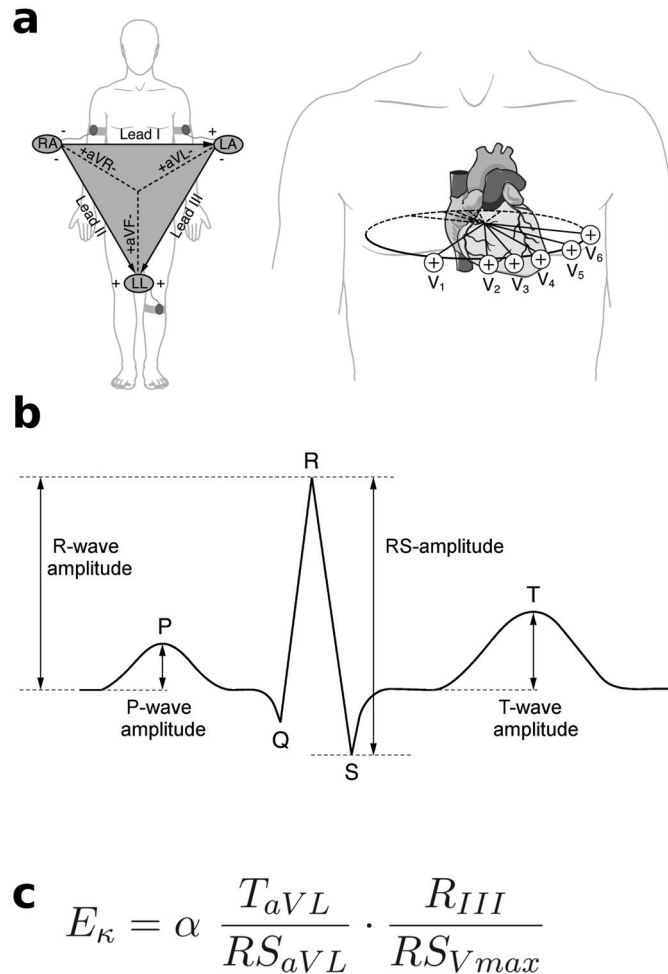 a
- Lead I +
RA LA
- +aVR- +aVL- -
Lead II +aVF- Lead III
+ LL +
V1 V2 V3 V4 V5 V6
b
R
R-wave
amplitude
RS-amplitude
P
T
P-wave
amplitude
T-wave
amplitude
Q
S
c
Eκ = α TaVL / RSaVL · RIII / RSVmax